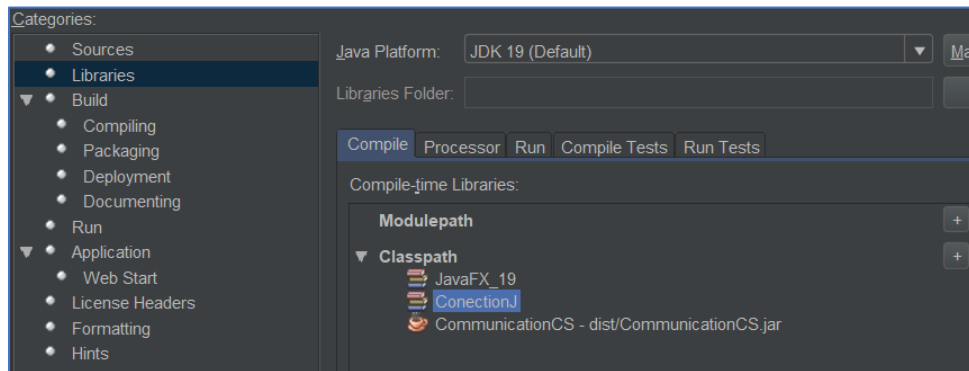 Categories:
Sources
Libraries
Build
Compiling
Packaging
Deployment
Documenting
Run
Application
Web Start
License Headers
Formatting
Hints
Java Platform: JDK 19 (Default) Ma
Libraries Folder:
Compile Processor Run Compile Tests Run Tests
Compile-time Libraries:
Modulepath +
Classpath +
JavaFX_19
ConectionJ
CommunicationCS - dist/CommunicationCS.jar